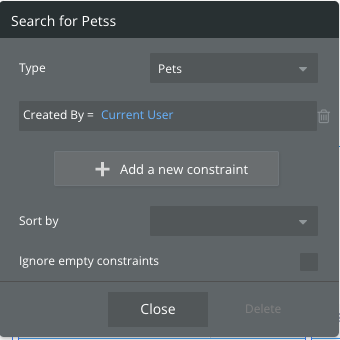 Search for Petss
Type Pets
Created By = Current User
Add a new constraint
Sort by
Ignore empty constraints
Close Delete